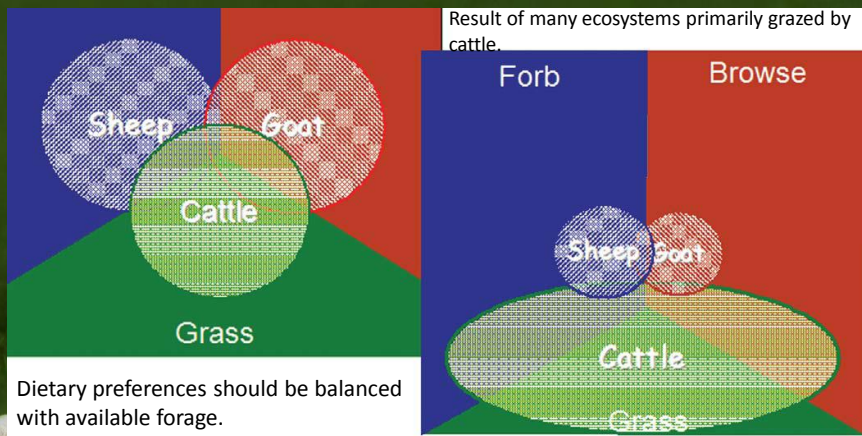 Result of many ecosystems primarily grazed by
cattle.
Sheep
Goat
Cattle
Grass
Dietary preferences should be balanced
with available forage.
Forb
Browse
Sheep
Goat
Cattle
Grass